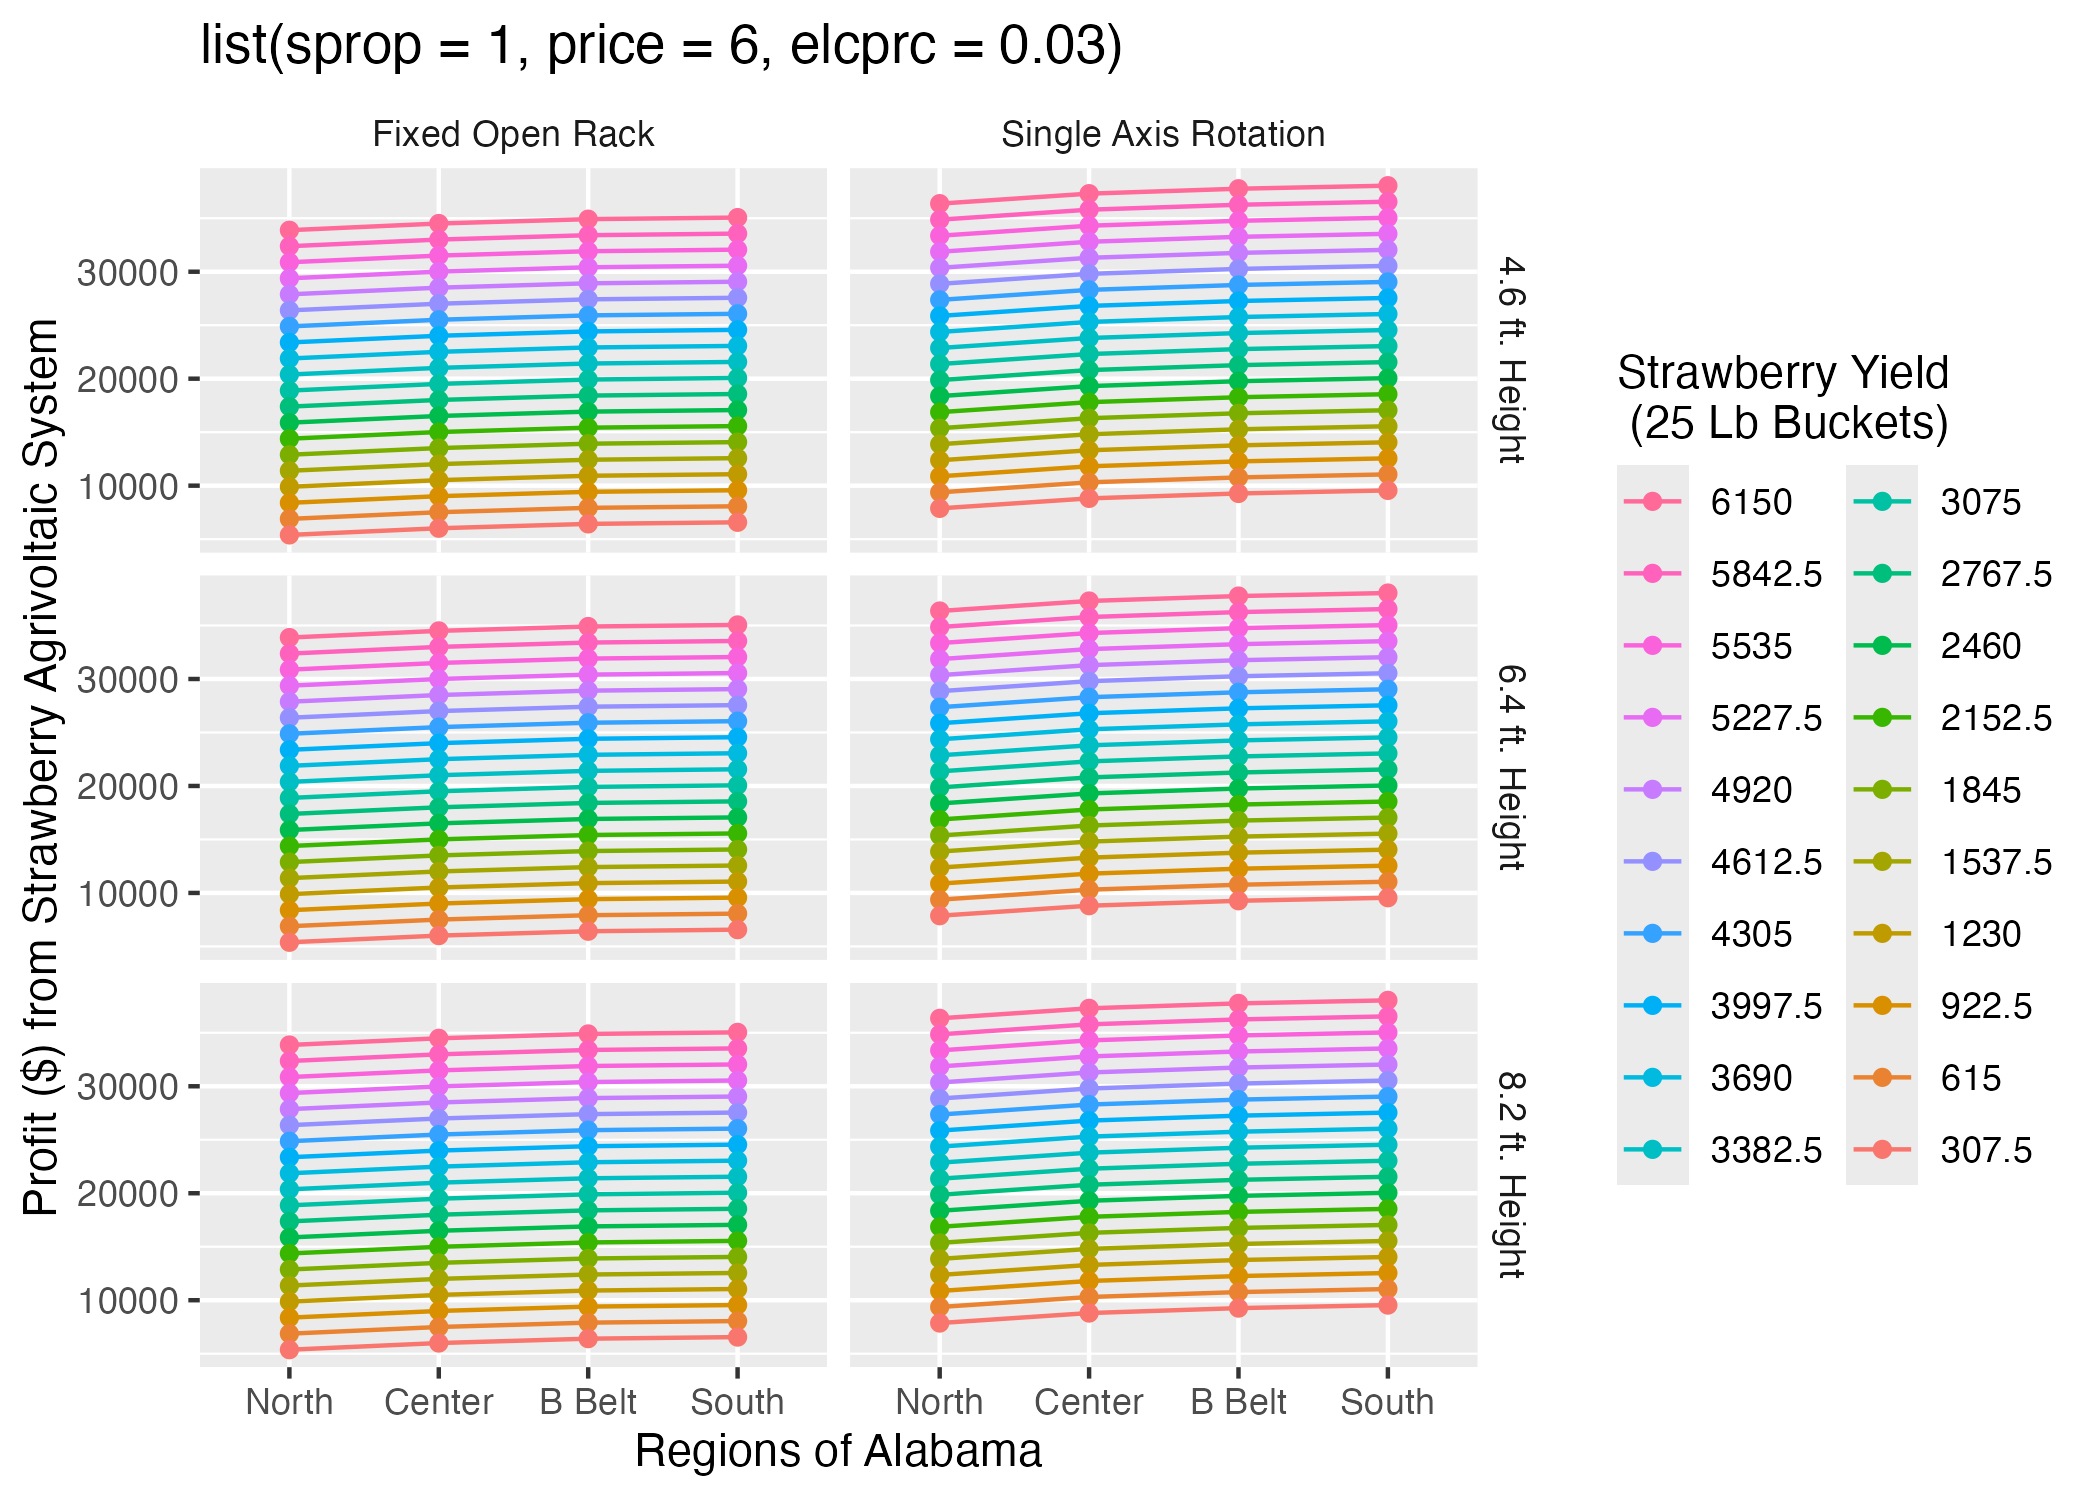 list(sprop = 1, price = 6, elcprc = 0.03)
Fixed Open Rack
Single Axis Rotation
Profit ($) from Strawberry Agrivoltaic System
30000
20000
10000
4.6 ft. Height
30000
20000
10000
6.4 ft. Height
30000
20000
10000
8.2 ft. Height
North Center B Belt South
North Center B Belt South
Regions of Alabama
Strawberry Yield
(25 Lb Buckets)
6150
5842.5
5535
5227.5
4920
4612.5
4305
3997.5
3690
3382.5
3075
2767.5
2460
2152.5
1845
1537.5
1230
922.5
615
307.5